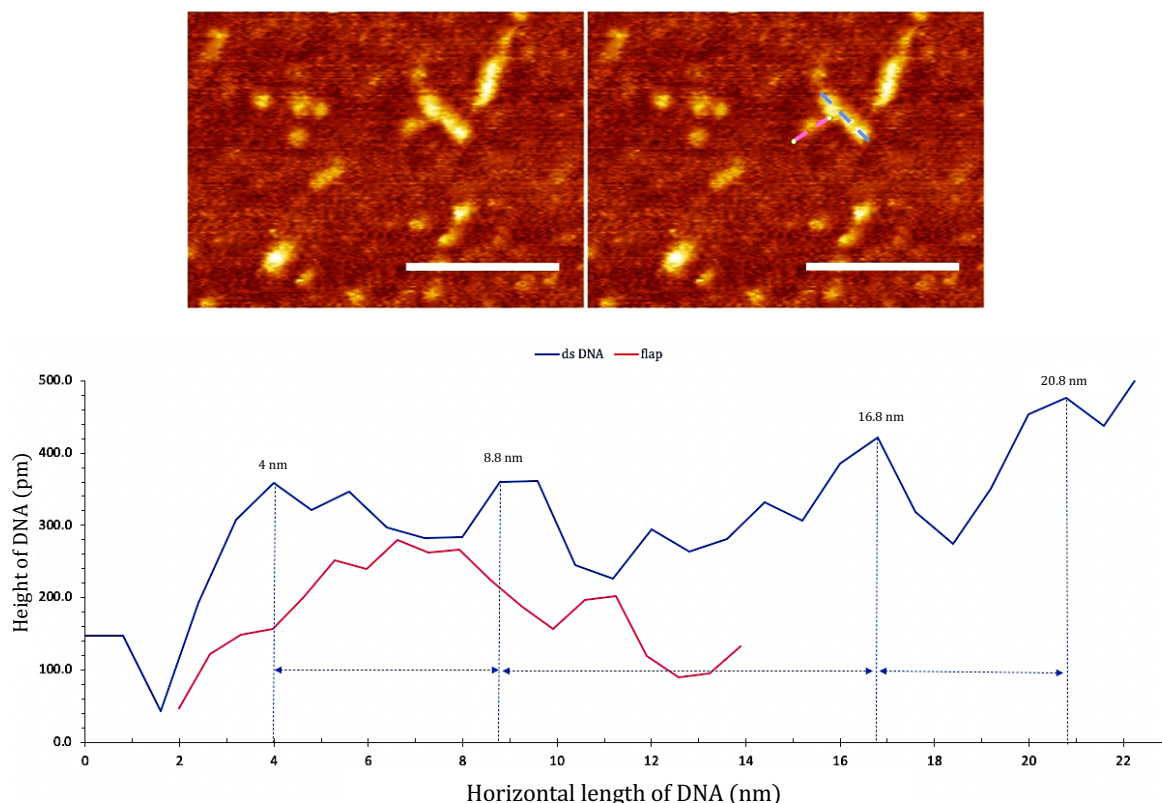 ds DNA flap
500.0
20.8 nm
16.8 nm
400.0
8.8 nm
4 nm
300.0
200.0
100.0
0.0
Height of DNA (pm)
0 2 4 6 8 10 12 14 16 18 20 22
Horizontal length of DNA (nm)